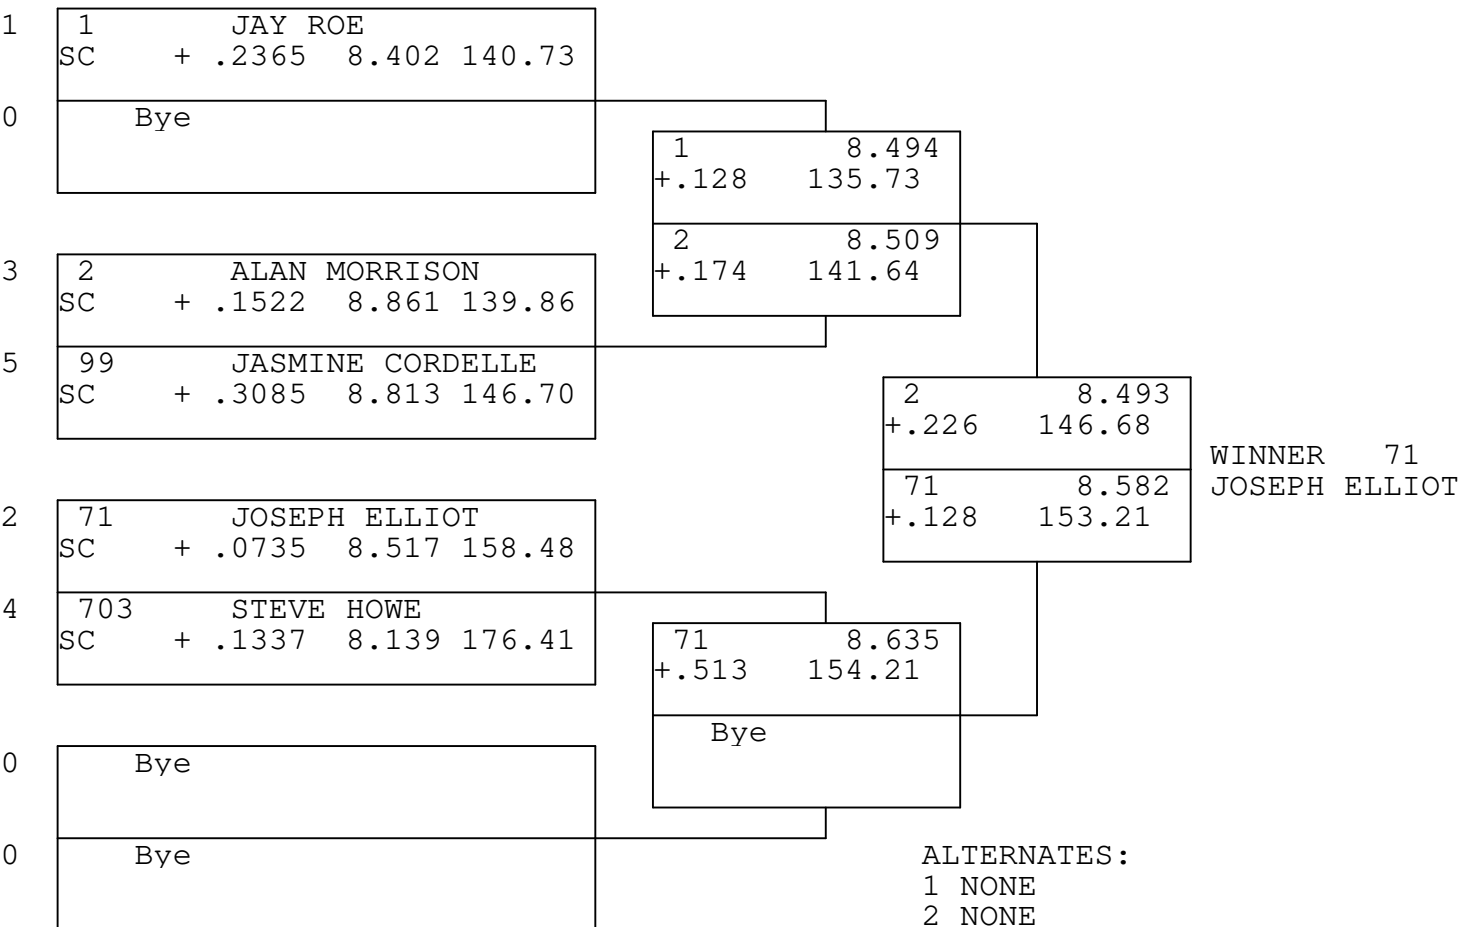 1 1 JAY ROE
SC + .2365 8.402 140.73
0 Bye
1 8.494
+.128 135.73
2 8.509
+.174 141.64
3 2 ALAN MORRISON
SC + .1522 8.861 139.86
5 99 JASMINE CORDELLE
SC + .3085 8.813 146.70
2 8.493
+.226 146.68
71 8.582
+.128 153.21
WINNER 71
JOSEPH ELLIOT
2 71 JOSEPH ELLIOT
SC + .0735 8.517 158.48
4 703 STEVE HOWE
SC + .1337 8.139 176.41
71 8.635
+.513 154.21
Bye
0 Bye
0 Bye
ALTERNATES:
1 NONE
2 NONE